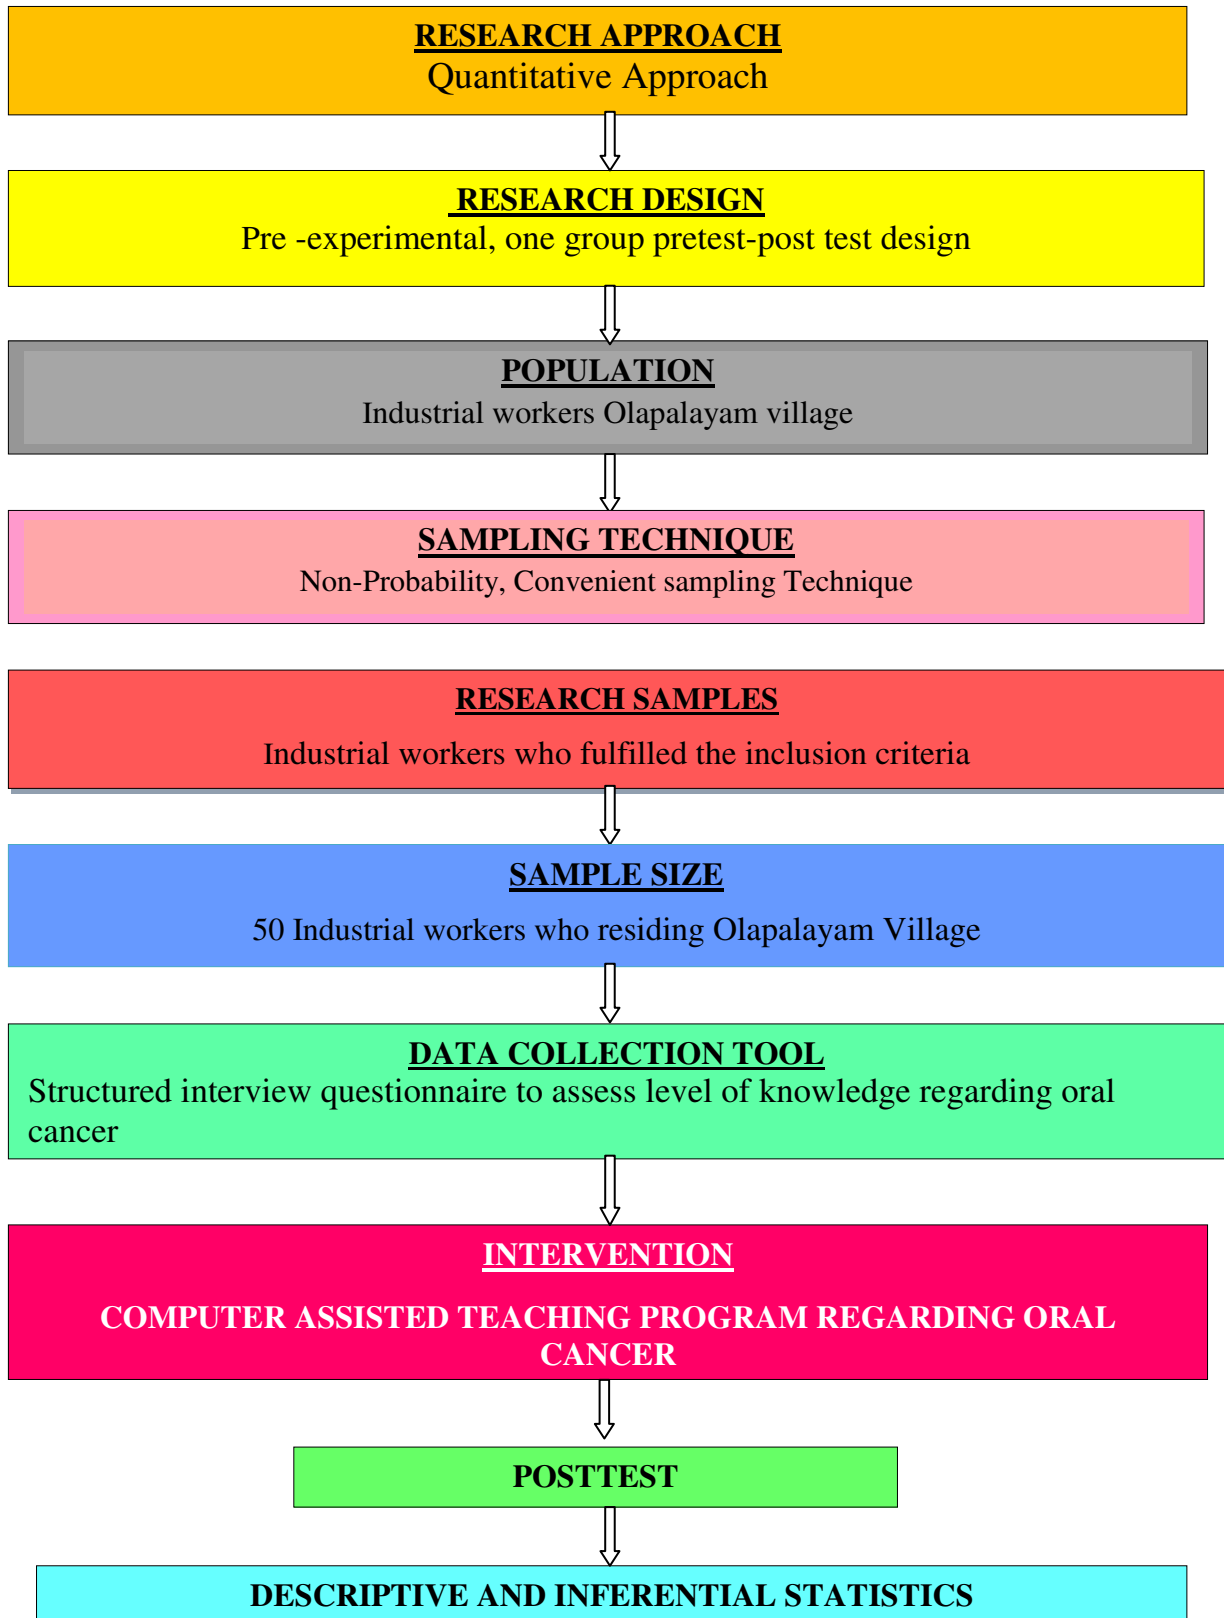 RESEARCH APPROACH
Quantitative Approach
RESEARCH DESIGN
Pre -experimental, one group pretest-post test design
POPULATION
Industrial workers Olapalayam village
SAMPLING TECHNIQUE
Non-Probability, Convenient sampling Technique
RESEARCH SAMPLES
Industrial workers who fulfilled the inclusion criteria
SAMPLE SIZE
50 Industrial workers who residing Olapalayam Village
DATA COLLECTION TOOL
Structured interview questionnaire to assess level of knowledge regarding oral
cancer
INTERVENTION
COMPUTER ASSISTED TEACHING PROGRAM REGARDING ORAL
CANCER
POSTTEST
DESCRIPTIVE AND INFERENTIAL STATISTICS